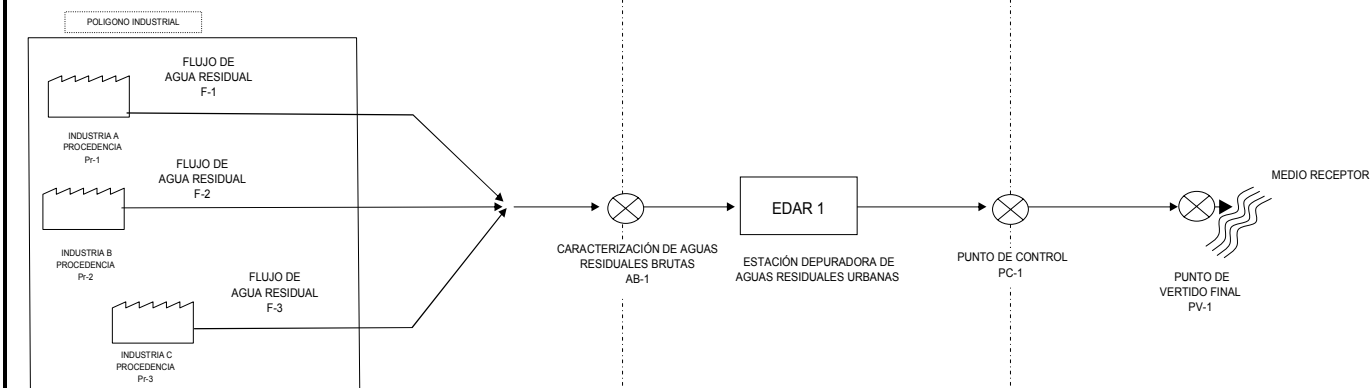 POLIGONO INDUSTRIAL
FLUJO DE
AGUA RESIDUAL
F-1
INDUSTRIA A
PROCEDENCIA
Pr-1
FLUJO DE
AGUA RESIDUAL
F-2
INDUSTRIA B
PROCEDENCIA
Pr-2
FLUJO DE
AGUA RESIDUAL
F-3
INDUSTRIA C
PROCEDENCIA
Pr-3
CARACTERIZACIÓN DE AGUAS
RESIDUALES BRUTAS
AB-1
EDAR 1
ESTACIÓN DEPURADORA DE
AGUAS RESIDUALES URBANAS
PUNTO DE CONTROL
PC-1
MEDIO RECEPTOR
PUNTO DE
VERTIDO FINAL
PV-1